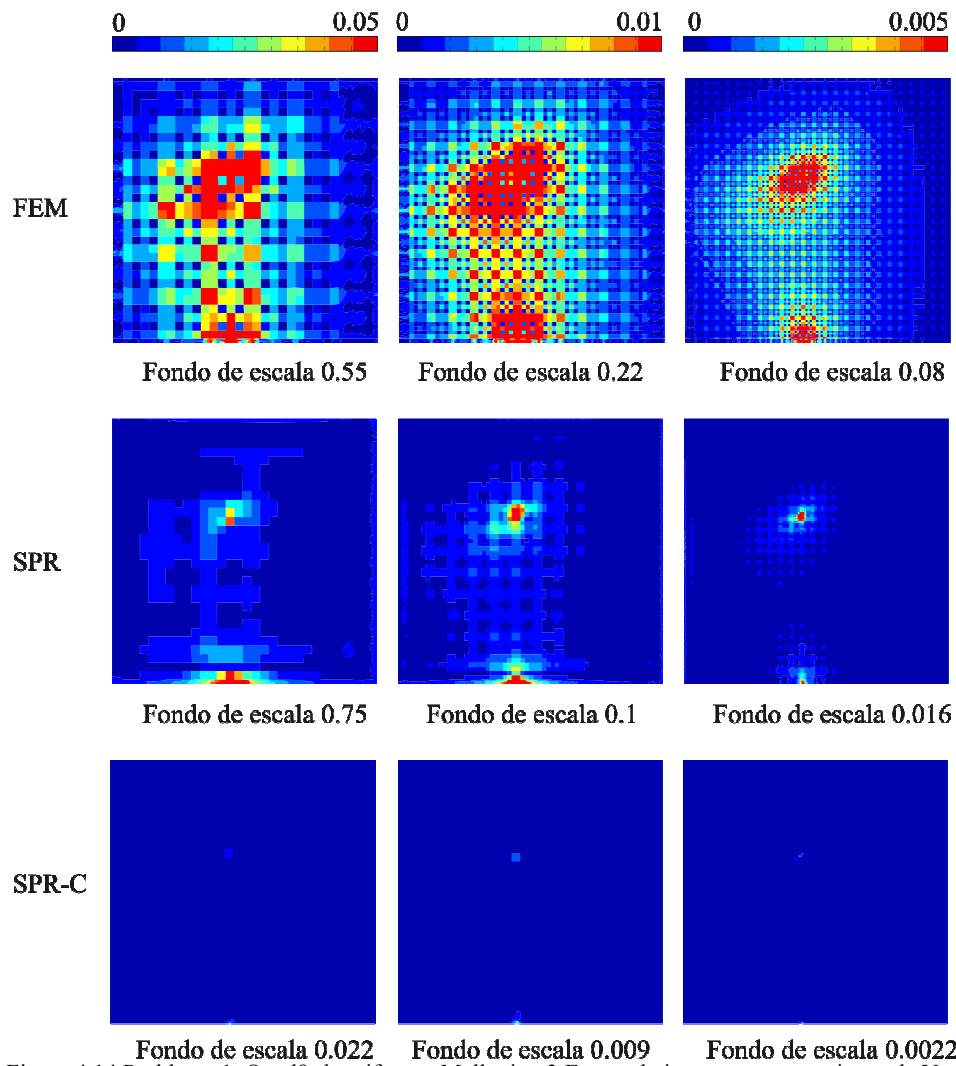 0 0.05 0 0.01 0 0.005
FEM
Fondo de escala 0.55 Fondo de escala 0.22 Fondo de escala 0.08
SPR
Fondo de escala 0.75 Fondo de escala 0.1 Fondo de escala 0.016
SPR-C
Fondo de escala 0.022 Fondo de escala 0.009 Fondo de escala 0.0022